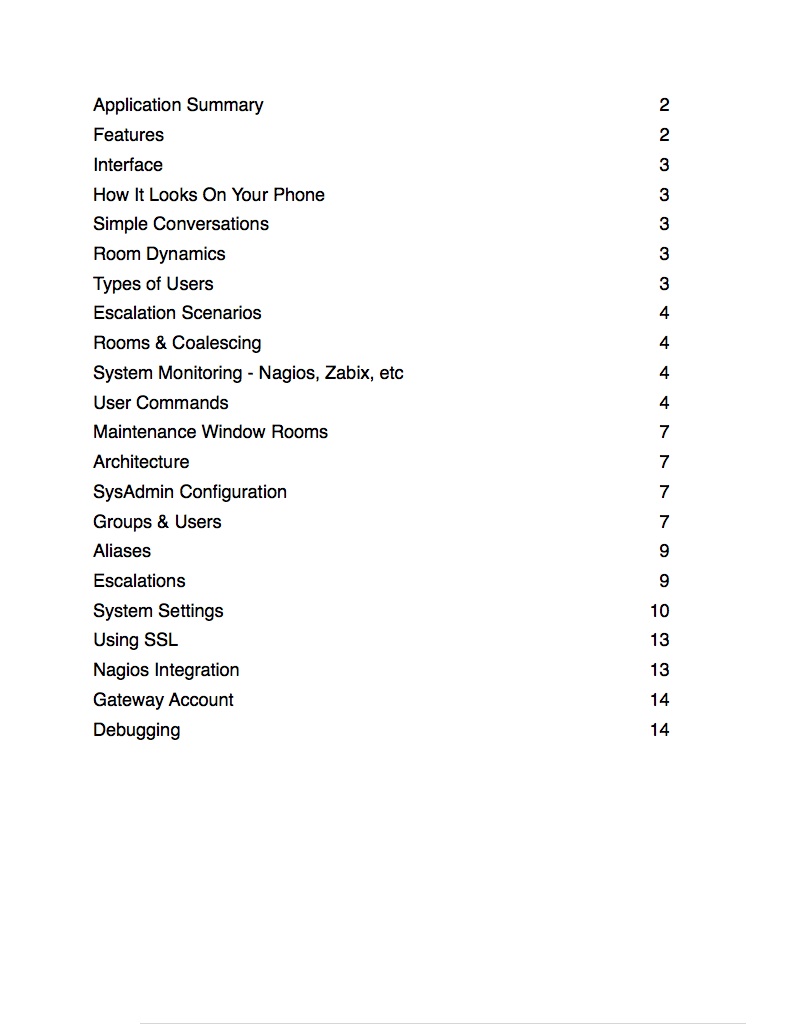 Application Summary 2
Features 2
Interface 3
How It Looks On Your Phone 3
Simple Conversations 3
Room Dynamics 3
Types of Users 3
Escalation Scenarios 4
Rooms & Coalescing 4
System Monitoring - Nagios, Zabix, etc 4
User Commands 4
Maintenance Window Rooms 7
Architecture 7
SysAdmin Configuration 7
Groups & Users 7
Aliases 9
Escalations 9
System Settings 10
Using SSL 13
Nagios Integration 13
Gateway Account 14
Debugging 14